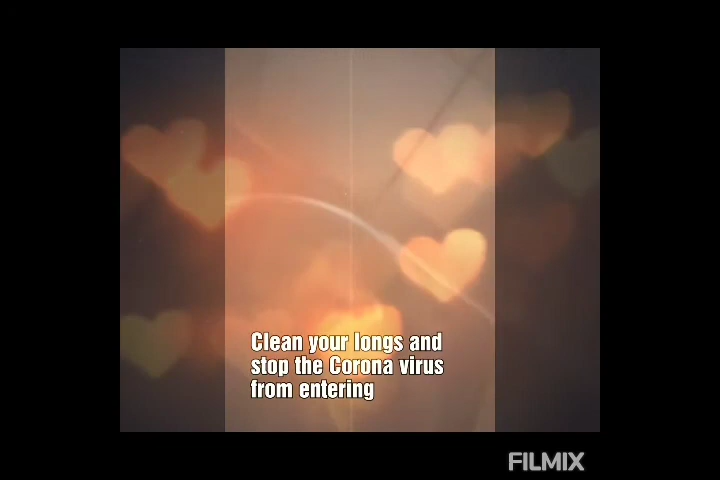 Clean your longs and
stop the Corona virus
from entering
FILMIX